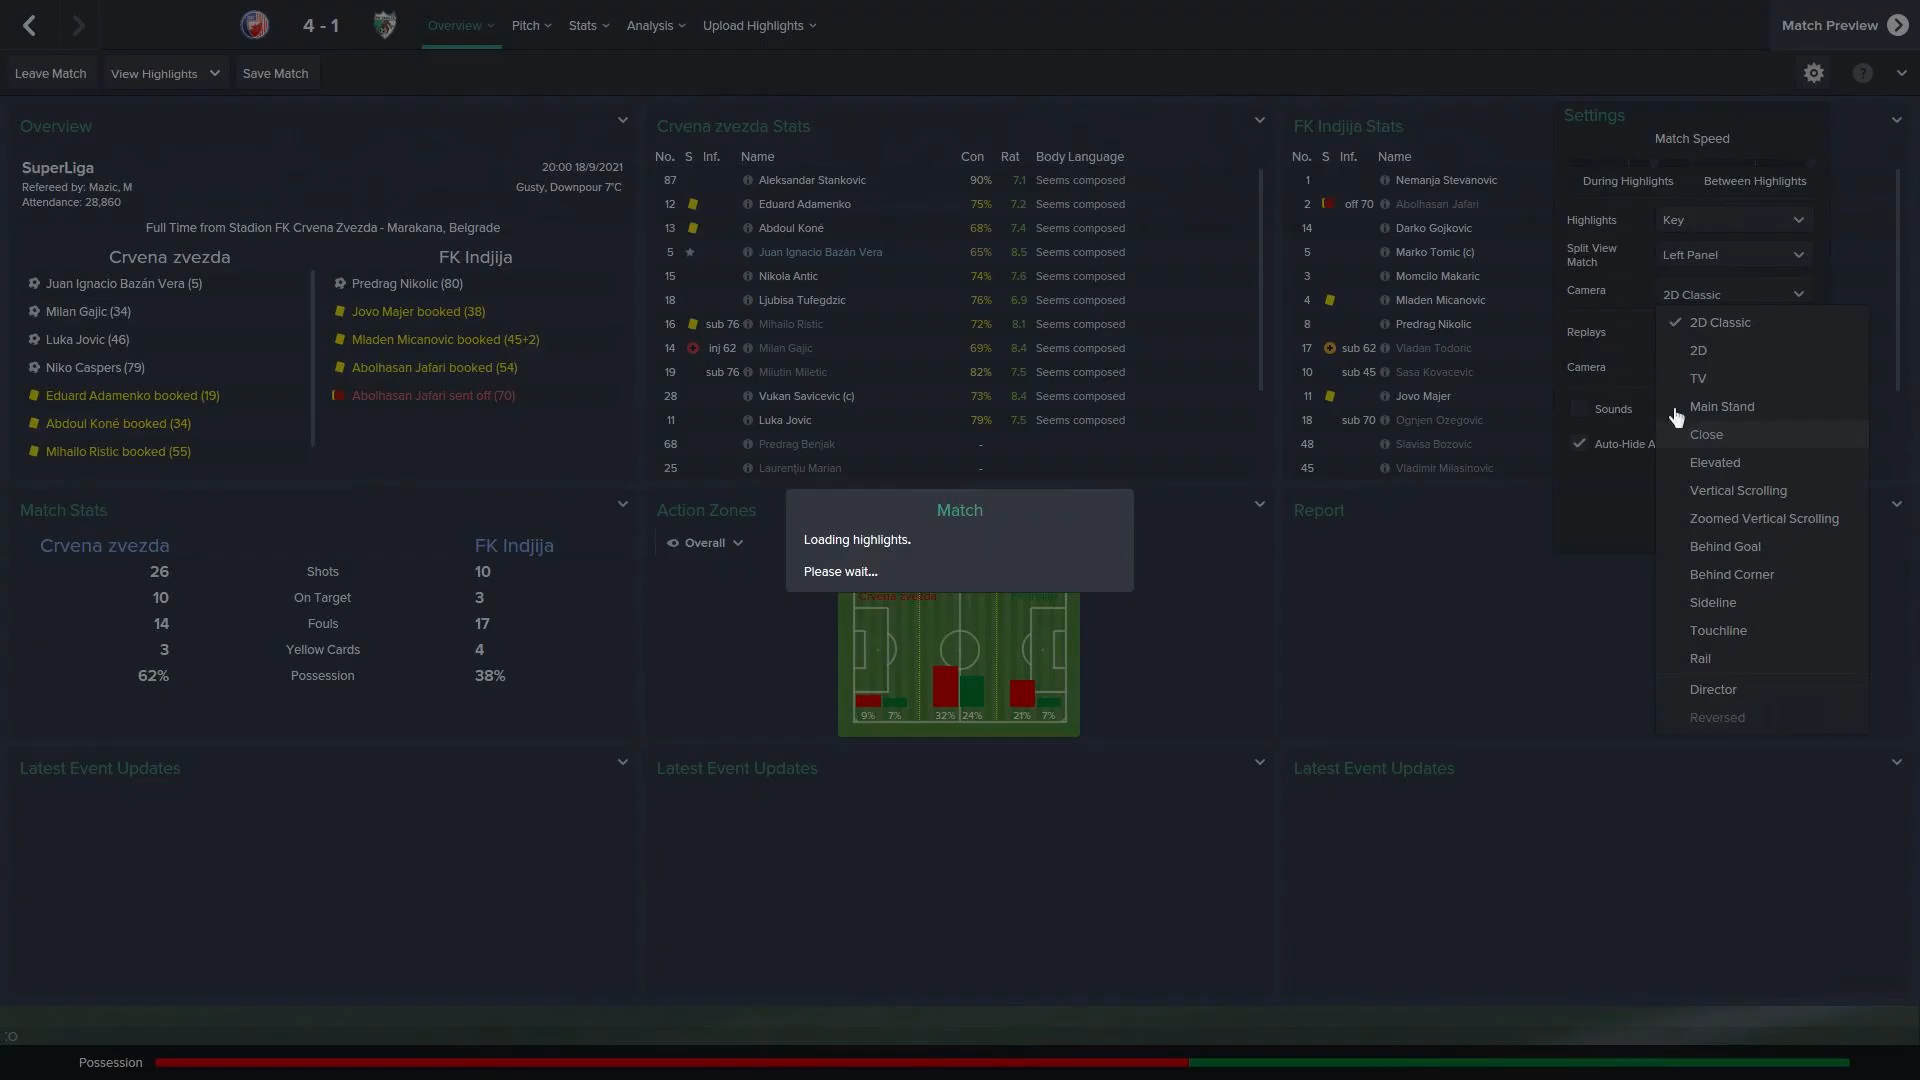 4 - 1 Overview Pitch Stats Analysis Upload Highlights Match Preview
Leave Match View Highlights Save Match ?
Overview
SuperLiga 20:00 18/9/2021
Refereed by: Mazic, M Gusty, Downpour 7°C
Attendance: 28,860
Full Time from Stadion FK Crvena Zvezda - Marakana, Belgrade
Crvena zvezda FK Indjija
Juan Ignacio Bazán Vera (5) Predrag Nikolic (80)
Milan Gajic (34) Jovo Majer booked (38)
Luka Jovic (46) Mladen Micanovic booked (45+2)
Niko Caspers (79) Abolhasan Jafari booked (54)
Eduard Adamenko booked (19) Abolhasan Jafari sent off (70)
Abdoul Koné booked (34)
Mihailo Ristic booked (55)
Crvena zvezda Stats
No. S Inf. Name Con Rat Body Language
87 Aleksandar Stankovic 90% 7.1 Seems composed
12 Eduard Adamenko 75% 7.2 Seems composed
13 Abdoul Koné 68% 7.4 Seems composed
5 Juan Ignacio Bazán Vera 65% 8.5 Seems composed
15 Nikola Antic 74% 7.6 Seems composed
18 Ljubisa Tufegdzic 76% 6.9 Seems composed
16 sub 76 Mihailo Ristic 72% 8.1 Seems composed
14 inj 62 Milan Gajic 69% 8.4 Seems composed
19 sub 76 Milutin Miletic 82% 7.5 Seems composed
28 Vukan Savicevic (c) 73% 8.4 Seems composed
11 Luka Jovic 79% 7.5 Seems composed
68 Predrag Benjak -
25 Laurenţiu Marian -
FK Indjija Stats
No. S Inf. Name
1 Nemanja Stevanovic
2 off 70 Abolhasan Jafari
14 Darko Gojkovic
5 Marko Tomic (c)
3 Momcilo Makaric
4 Mladen Micanovic
8 Predrag Nikolic
17 sub 62 Vladan Todoric
10 sub 45 Sasa Kovacevic
11 Jovo Majer
18 sub 70 Ognjen Ozegovic
48 Slavisa Bozovic
45 Vladimir Milasinovic
Settings
Match Speed
During Highlights Between Highlights
Highlights Key
Split View
Match Left Panel
Camera 2D Classic
Replays
Camera
Sounds
Auto-Hide A
2D Classic
2D
TV
Main Stand
Close
Elevated
Vertical Scrolling
Zoomed Vertical Scrolling
Behind Goal
Behind Corner
Sideline
Touchline
Rail
Director
Reversed
Match Stats
Crvena zvezda FK Indjija
26 Shots 10
10 On Target 3
14 Fouls 17
3 Yellow Cards 4
62% Possession 38%
Action Zones
Overall
Crvena zvezda
9% 7% 32% 24% 21% 7%
Match
Loading highlights.
Please wait...
Report
Latest Event Updates Latest Event Updates Latest Event Updates
Possession